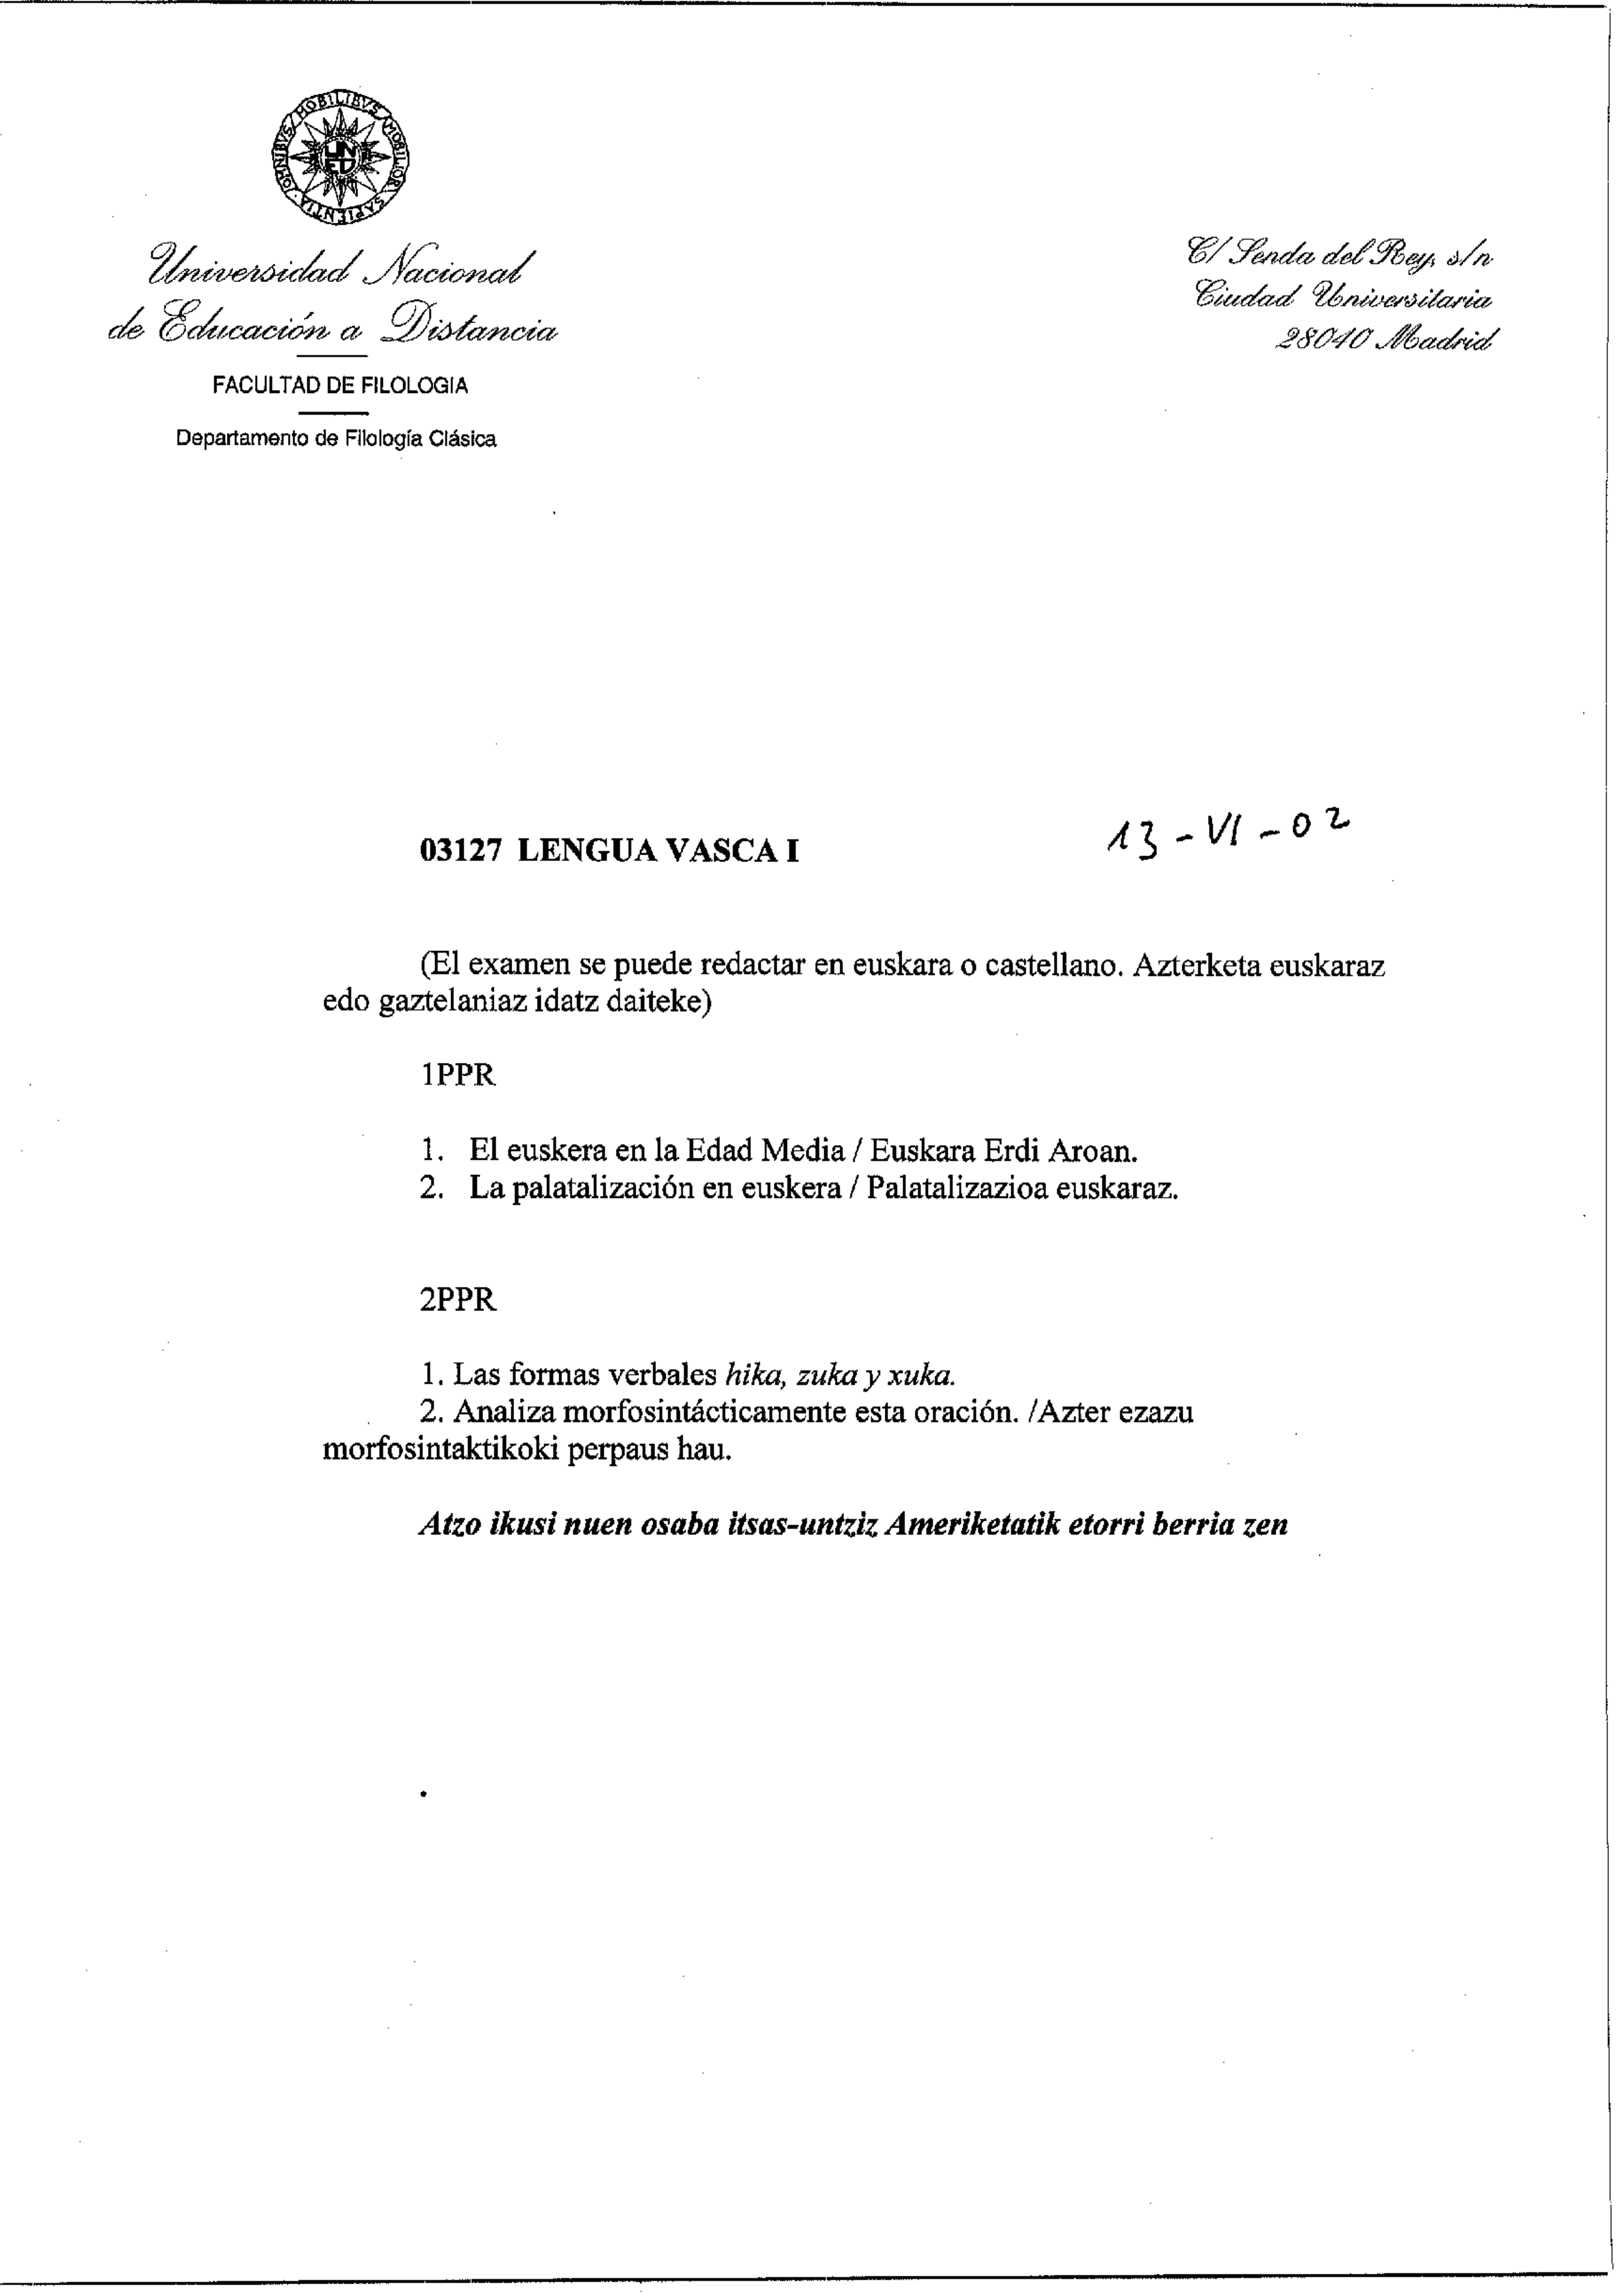 OMNIBVS MOBILIBVS MOBILIOR SAPIENTIA
UN
ED
Universidad Nacional
de Educación a Distancia
FACULTAD DE FILOLOGIA
Departamento de Filología Clásica
C/ Senda del Rey, s/n
Ciudad Universitaria
28040 Madrid
03127 LENGUA VASCA I
13-VI-02
(El examen se puede redactar en euskara o castellano. Azterketa euskaraz
edo gaztelaniaz idatz daiteke)
1PPR
1. El euskera en la Edad Media / Euskara Erdi Aroan.
2. La palatalización en euskera / Palatalizazioa euskaraz.
2PPR
1. Las formas verbales hika, zuka y xuka.
2. Analiza morfosintácticamente esta oración. /Azter ezazu
morfosintaktikoki perpaus hau.
Atzo ikusi nuen osaba itsas-untziz Ameriketatik etorri berria zen